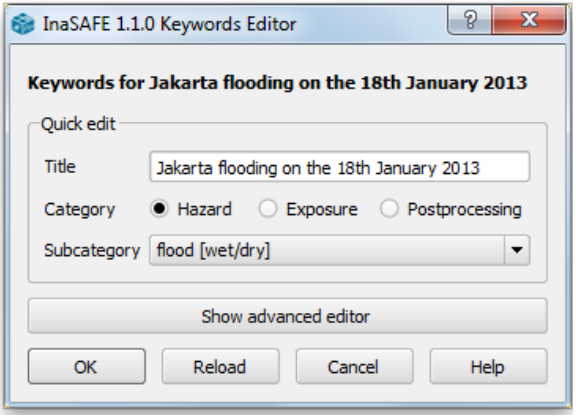 InaSAFE 1.1.0 Keywords Editor
Keywords for Jakarta flooding on the 18th January 2013
Quick edit
Title Jakarta flooding on the 18th January 2013
Category Hazard Exposure Postprocessing
Subcategory flood [wet/dry]
Show advanced editor
OK Reload Cancel Help